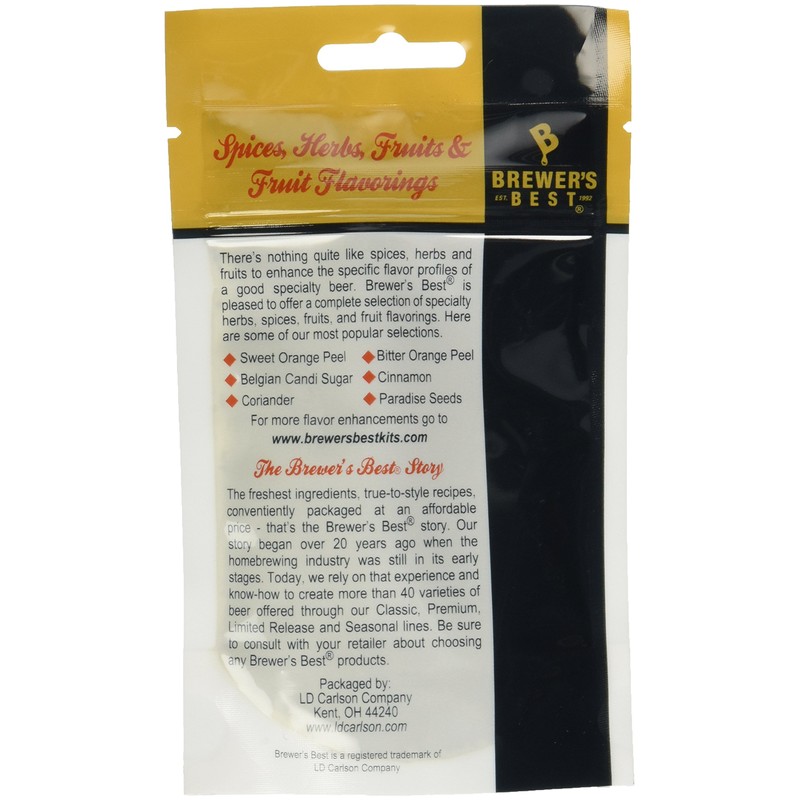 Spices, Herbs, Fruits &
Fruit Flavorings
B
BREWER'S
EST. BEST 1992
®
There's nothing quite like spices, herbs and
fruits to enhance the specific flavor profiles of
a good specialty beer. Brewer's Best® is
pleased to offer a complete selection of specialty
herbs, spices, fruits, and fruit flavorings. Here
are some of our most popular selections.
Sweet Orange Peel Bitter Orange Peel
Belgian Candi Sugar Cinnamon
Coriander Paradise Seeds
For more flavor enhancements go to
www.brewersbestkits.com
The Brewer's Best® Story
The freshest ingredients, true-to-style recipes,
conventiently packaged at an affordable
price - that's the Brewer's Best® story. Our
story began over 20 years ago when the
homebrewing industry was still in its early
stages. Today, we rely on that experience and
know-how to create more than 40 varieties of
beer offered through our Classic, Premium,
Limited Release and Seasonal lines. Be sure
to consult with your retailer about choosing
any Brewer's Best® products.
Packaged by:
LD Carlson Company
Kent, OH 44240
www.ldcarlson.com
Brewer's Best is a registered trademark of
LD Carlson Company